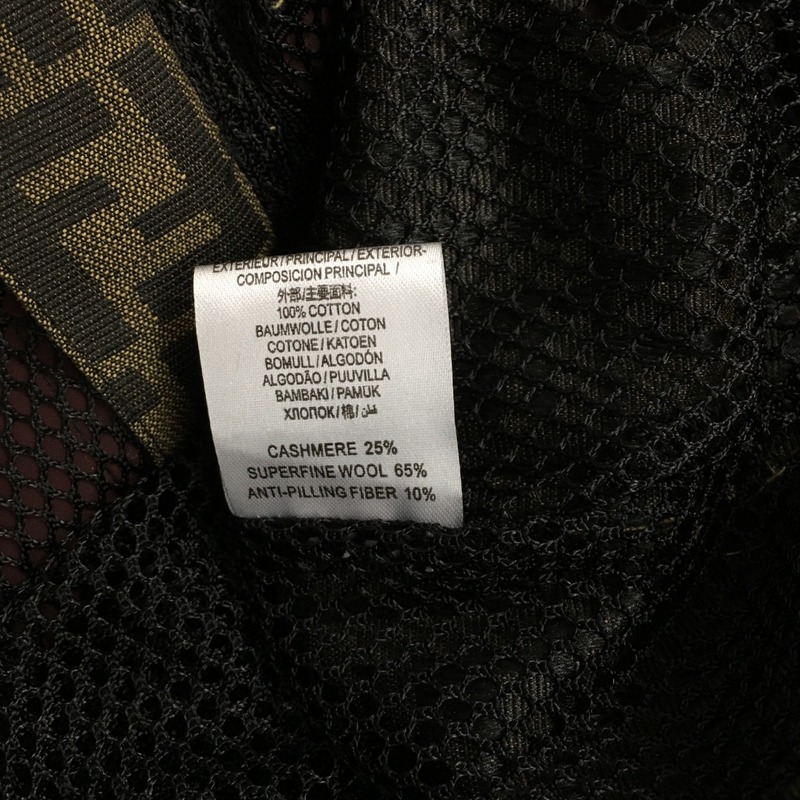 EXTERIEUR/PRINCIPAL/EXTERIOR-
COMPOSICION PRINCIPAL /
外部/主要面料:
100% COTTON
BAUMWOLLE/COTON
COTONE/KATOEN
BOMULL/ALGODÓN
ALGODÃO/PUUVILLA
BAMBAKI/PAMUK
ХЛОПОК/棉/قطن
CASHMERE 25%
SUPERFINE WOOL 65%
ANTI-PILLING FIBER 10%